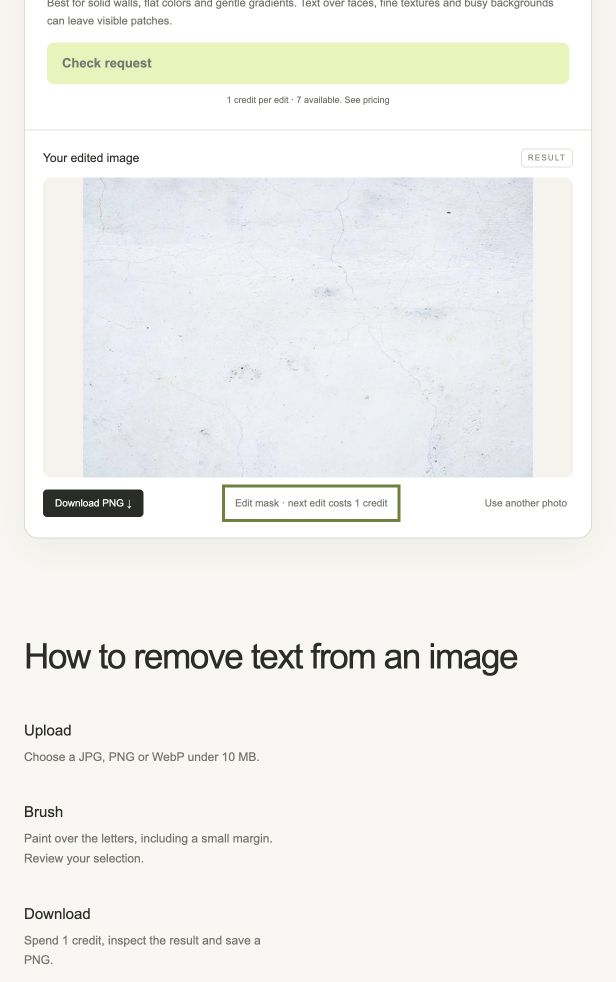 Best for solid walls, flat colors and gentle gradients. Text over faces, fine textures and busy backgrounds
can leave visible patches.
Check request
1 credit per edit · 7 available. See pricing
Your edited image
RESULT
Download PNG ↓
Edit mask · next edit costs 1 credit
Use another photo
How to remove text from an image
Upload
Choose a JPG, PNG or WebP under 10 MB.
Brush
Paint over the letters, including a small margin.
Review your selection.
Download
Spend 1 credit, inspect the result and save a
PNG.